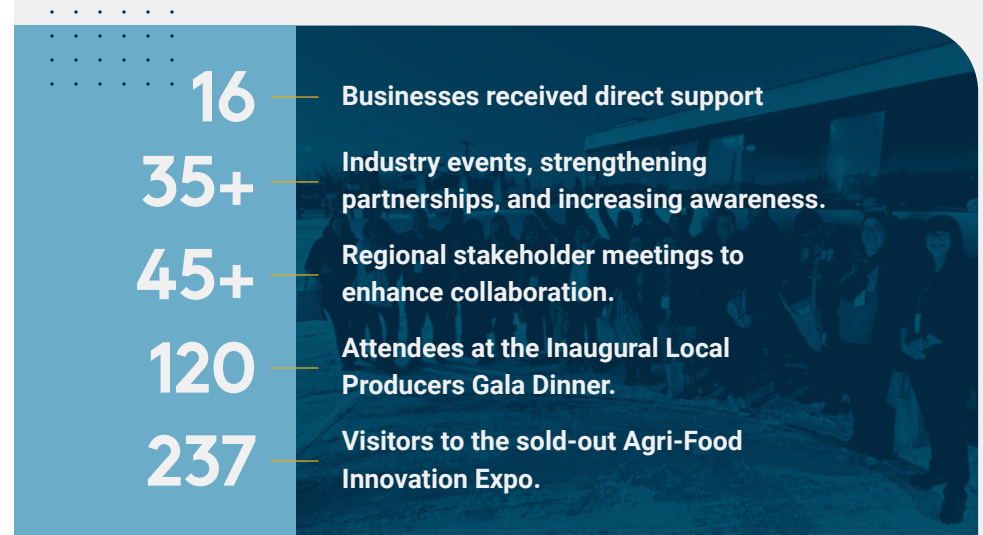 16
Businesses received direct support
35+
Industry events, strengthening
partnerships, and increasing awareness.
45+
Regional stakeholder meetings to
enhance collaboration.
120
Attendees at the Inaugural Local
Producers Gala Dinner.
237
Visitors to the sold-out Agri-Food
Innovation Expo.